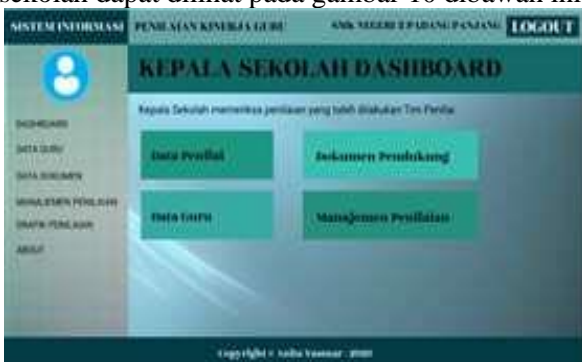 sekolah dapat dilihat pada gambar 10 dibawah ini
SISTEM INFORMASI PENILAIAN KINERJA GURU SMK NEGERI 2 PADANG PANJANG LOGOUT
KEPALA SEKOLAH DASHBOARD
Kepala Sekolah memeriksa penilaian yang telah dilakukan Tim Penilai
DASHBOARD
DATA GURU
DATA DOKUMEN
MANAJEMEN PENILAIAN
GRAFIK PENILAIAN
ABOUT
Data Penilai
Dokumen Pendukung
Data Guru
Manajemen Penilaian
Copyright